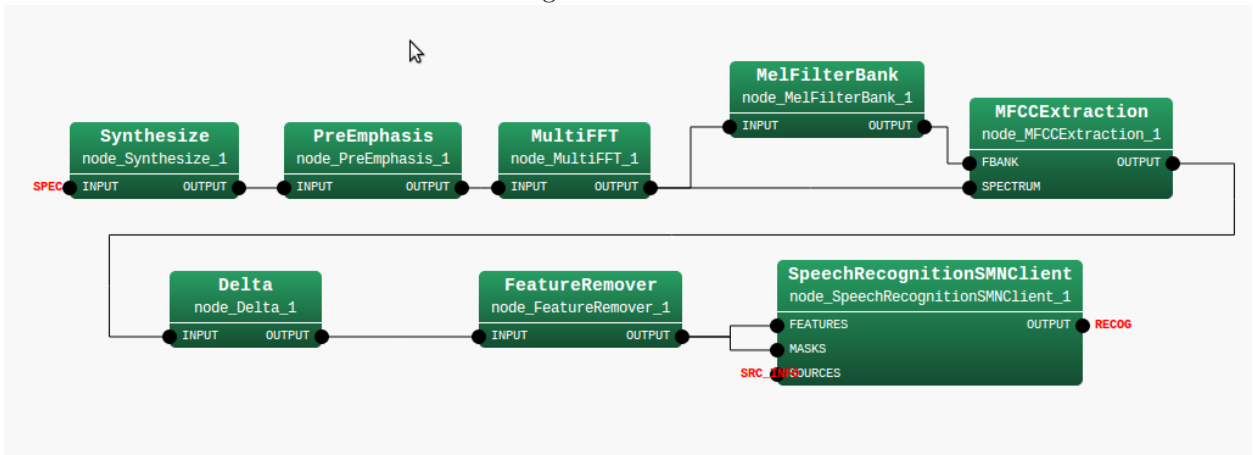 MelFilterBank
node_MelFilterBank_1
INPUT OUTPUT
MFCCExtraction
node_MFCCExtraction_1
FBANK OUTPUT
SPECTRUM
Synthesize
node_Synthesize_1
SPEC INPUT OUTPUT
PreEmphasis
node_PreEmphasis_1
INPUT OUTPUT
MultiFFT
node_MultiFFT_1
INPUT OUTPUT
Delta
node_Delta_1
INPUT OUTPUT
FeatureRemover
node_FeatureRemover_1
INPUT OUTPUT
SpeechRecognitionSMNClient
node_SpeechRecognitionSMNClient_1
FEATURES OUTPUT RECOG
MASKS
SRC_INFO SOURCES